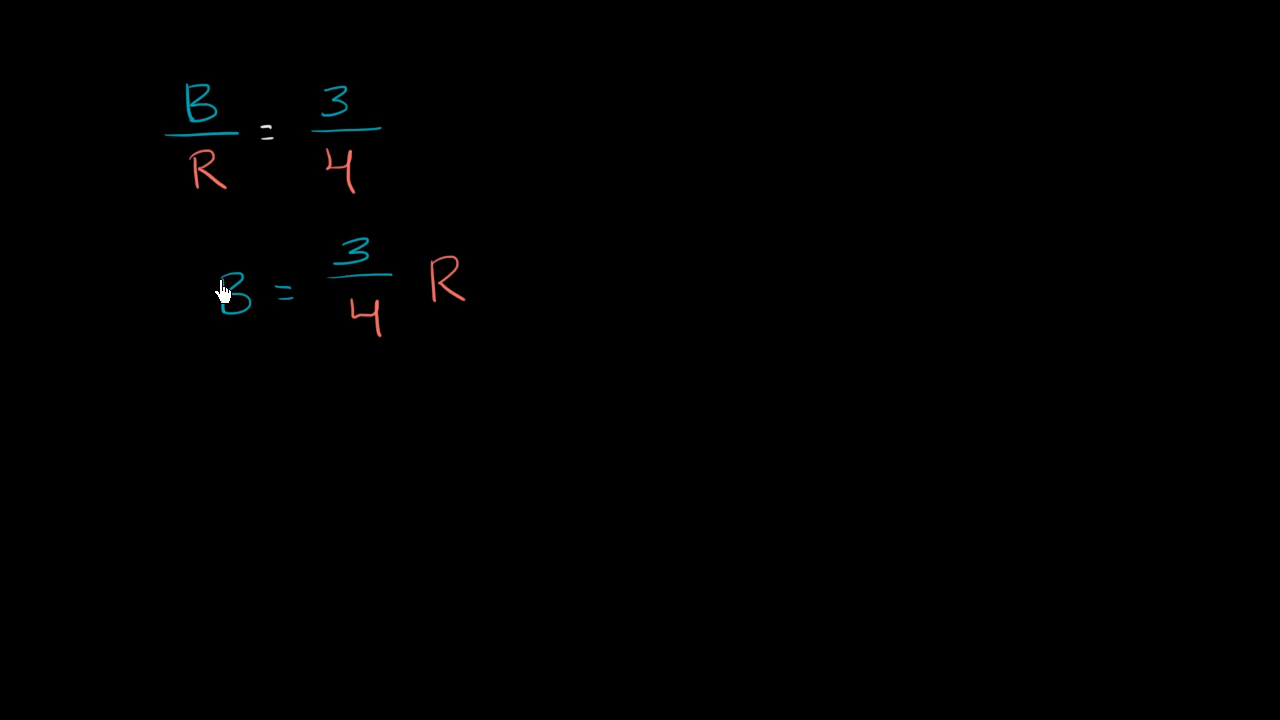 B/R = 3/4
B = 3/4 R